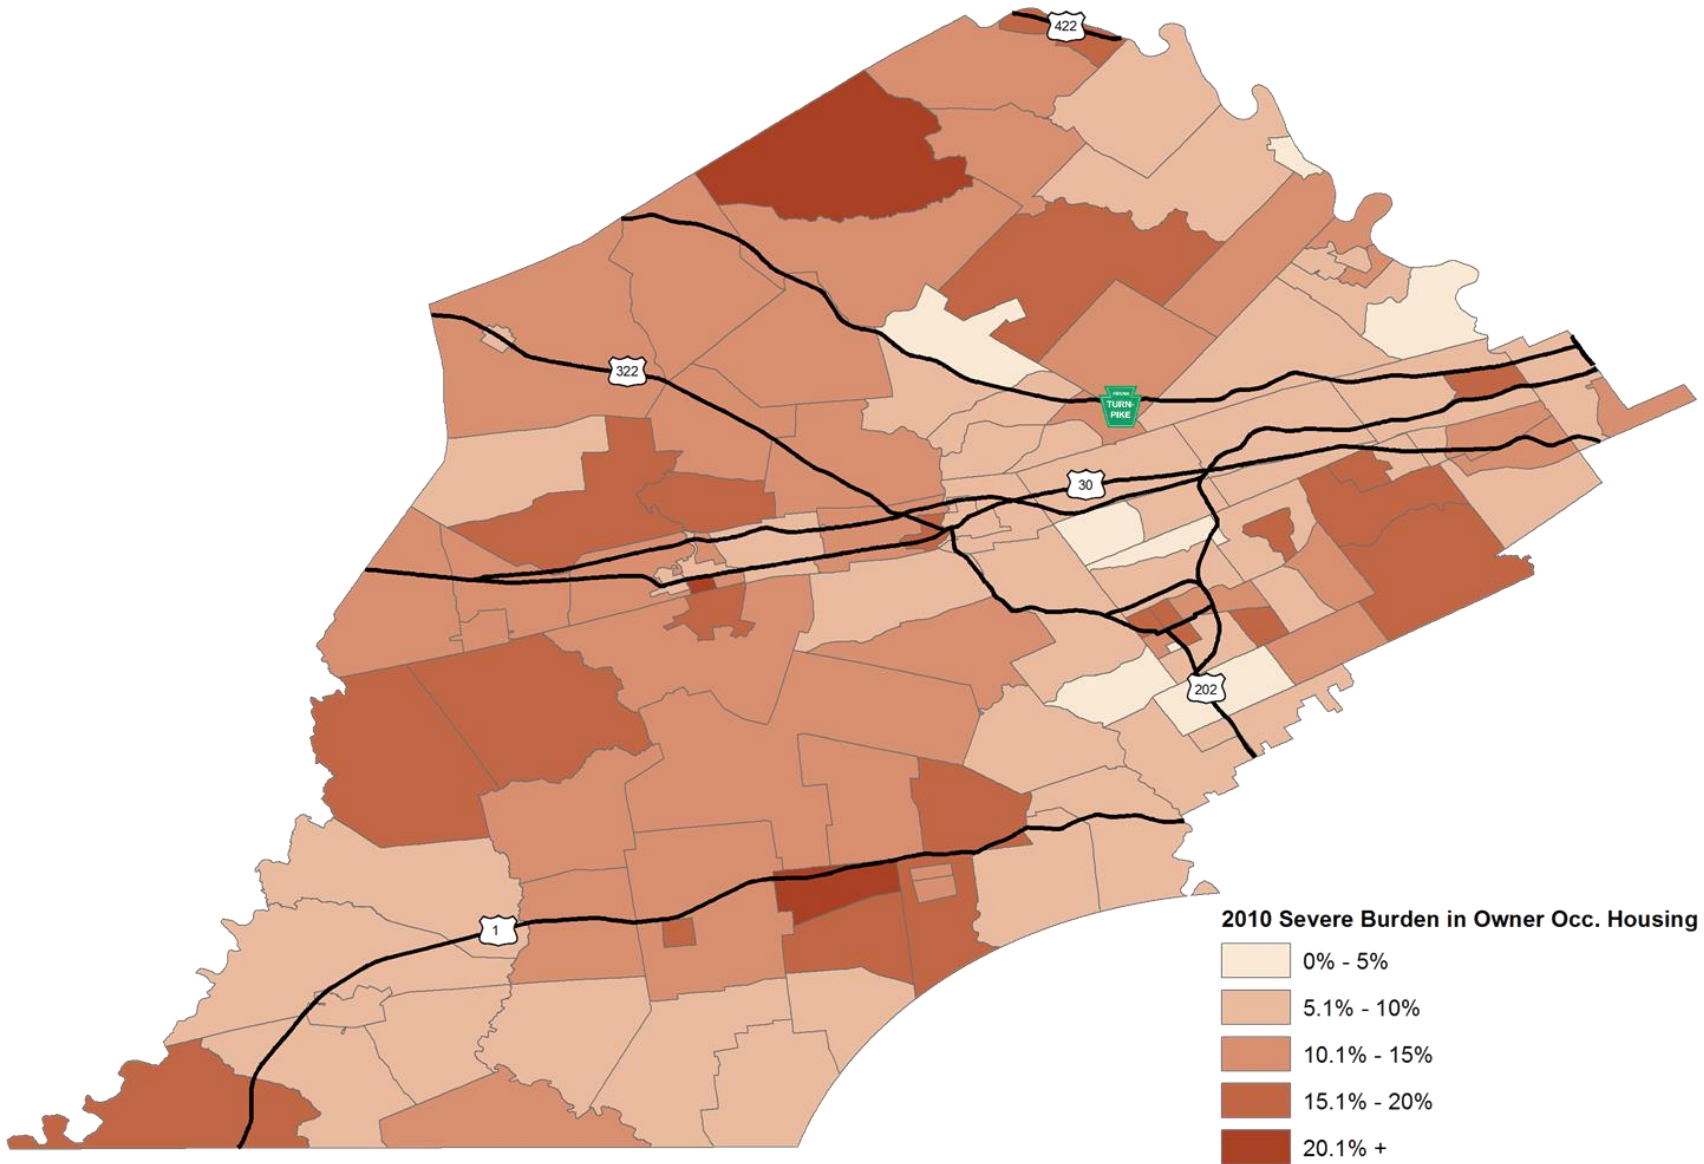 422
322
TURN-
PIKE
30
202
1
2010 Severe Burden in Owner Occ. Housing
0% - 5%
5.1% - 10%
10.1% - 15%
15.1% - 20%
20.1% +